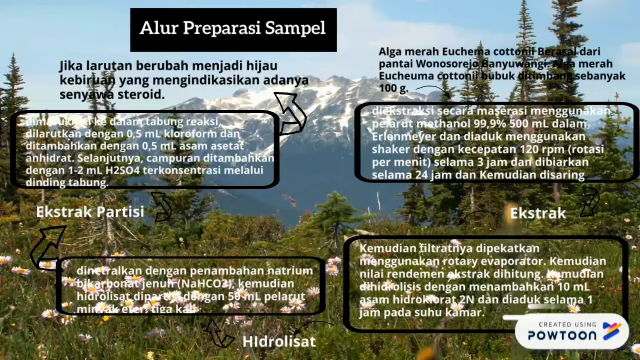 Alur Preparasi Sampel
Alga merah Euchema cottonii Berasal dari
pantai Wonosorejo Banyuwangi. Alga merah
Eucheuma cottonii bubuk ditimbang sebanyak
100 g.
diekstraksi secara maserasi menggunakan
pelarut methanol 99,9% 500 mL dalam
Erlenmeyer dan diaduk menggunakan
shaker dengan kecepatan 120 rpm (rotasi
per menit) selama 3 jam dan dibiarkan
selama 24 jam dan Kemudian disaring
Ekstrak
Kemudian filtratnya dipekatkan
menggunakan rotary evaporator. Kemudian
nilai rendemen ekstrak dihitung. Kemudian
dihidrolisis dengan menambahkan 10 mL
asam hidroklorat 2N dan diaduk selama 1
jam pada suhu kamar.
HIdrolisat
dinetralkan dengan penambahan natrium
bikarbonat jenuh (NaHCO3), kemudian
hidrolisat dipartisi dengan 50 mL pelarut
minyak eter, tiga kali
Ekstrak Partisi
dimasukkan ke dalam tabung reaksi,
dilarutkan dengan 0,5 mL kloroform dan
ditambahkan dengan 0,5 mL asam asetat
anhidrat. Selanjutnya, campuran ditambahkan
dengan 1-2 mL H2SO4 terkonsentrasi melalui
dinding tabung.
Jika larutan berubah menjadi hijau
kebiruan yang mengindikasikan adanya
senyawa steroid.
CREATED USING
POWTOON